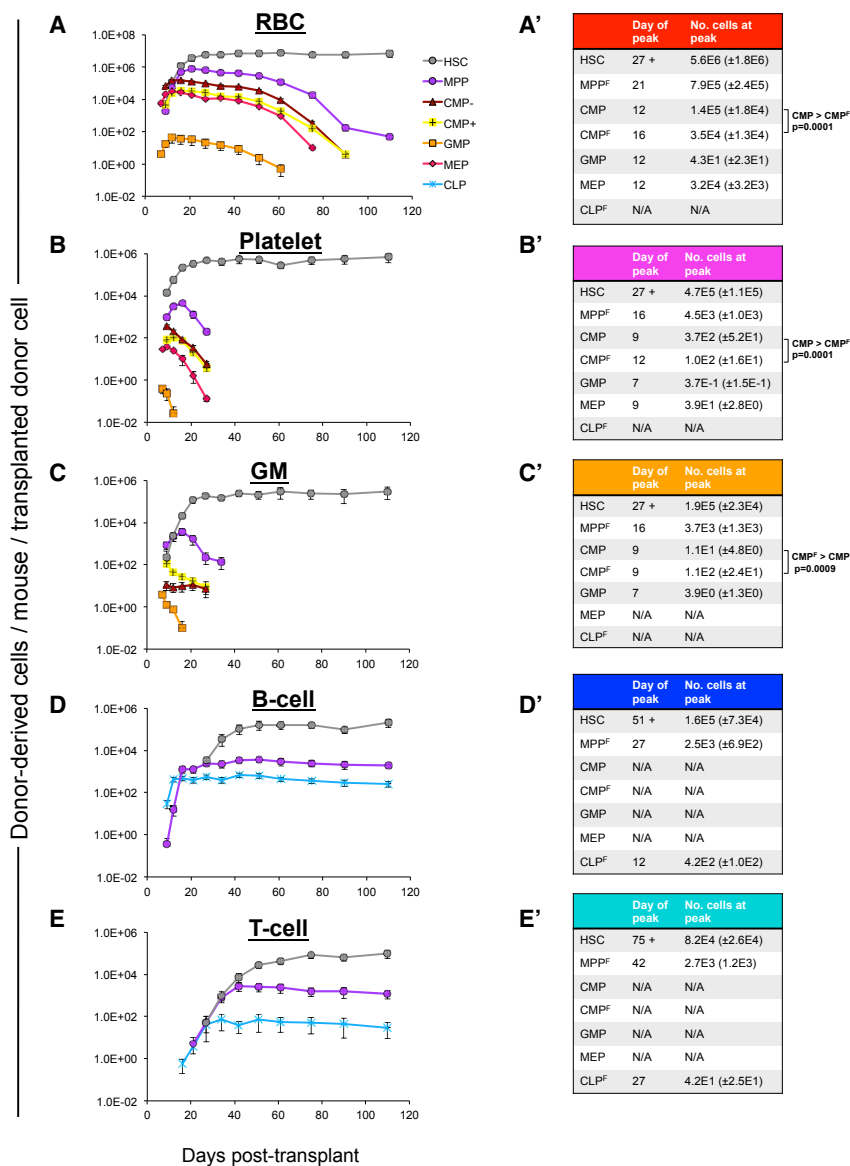 Donor-derived cells / mouse / transplanted donor cell
A
RBC
1.0E+08
1.0E+06
1.0E+04
1.0E+02
1.0E+00
1.0E-02
0 20 40 60 80 100 120
HSC
MPP
CMP-
CMP+
GMP
MEP
CLP
A'
Day of peak No. cells at peak
HSC 27 + 5.6E6 (±1.8E6)
MPPF 21 7.9E5 (±2.4E5)
CMP 12 1.4E5 (±1.8E4)
CMPF 16 3.5E4 (±1.3E4)
GMP 12 4.3E1 (±2.3E1)
MEP 12 3.2E4 (±3.2E3)
CLPF N/A N/A
CMP > CMPF
p=0.0001
B
Platelet
1.0E+06
1.0E+04
1.0E+02
1.0E+00
1.0E-02
0 20 40 60 80 100 120
B'
Day of peak No. cells at peak
HSC 27 + 4.7E5 (±1.1E5)
MPPF 16 4.5E3 (±1.0E3)
CMP 9 3.7E2 (±5.2E1)
CMPF 12 1.0E2 (±1.6E1)
GMP 7 3.7E-1 (±1.5E-1)
MEP 9 3.9E1 (±2.8E0)
CLPF N/A N/A
CMP > CMPF
p=0.0001
C
GM
1.0E+06
1.0E+04
1.0E+02
1.0E+00
1.0E-02
0 20 40 60 80 100 120
C'
Day of peak No. cells at peak
HSC 27 + 1.9E5 (±2.3E4)
MPPF 16 3.7E3 (±1.3E3)
CMP 9 1.1E1 (±4.8E0)
CMPF 9 1.1E2 (±2.4E1)
GMP 7 3.9E0 (±1.3E0)
MEP N/A N/A
CLPF N/A N/A
CMPF > CMP
p=0.0009
D
B-cell
1.0E+06
1.0E+04
1.0E+02
1.0E+00
1.0E-02
0 20 40 60 80 100 120
D'
Day of peak No. cells at peak
HSC 51 + 1.6E5 (±7.3E4)
MPPF 27 2.5E3 (±6.9E2)
CMP N/A N/A
CMPF N/A N/A
GMP N/A N/A
MEP N/A N/A
CLPF 12 4.2E2 (±1.0E2)
E
T-cell
1.0E+06
1.0E+04
1.0E+02
1.0E+00
1.0E-02
0 20 40 60 80 100 120
Days post-transplant
E'
Day of peak No. cells at peak
HSC 75 + 8.2E4 (±2.6E4)
MPPF 42 2.7E3 (1.2E3)
CMP N/A N/A
CMPF N/A N/A
GMP N/A N/A
MEP N/A N/A
CLPF 27 4.2E1 (±2.5E1)